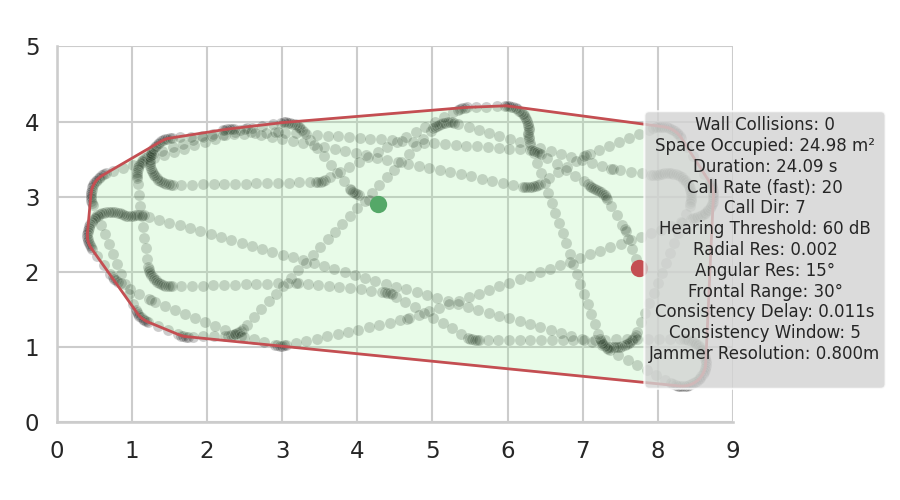 5
4
3
2
1
0
0 1 2 3 4 5 6 7 8 9
Wall Collisions: 0
Space Occupied: 24.98 m²
Duration: 24.09 s
Call Rate (fast): 20
Call Dir: 7
Hearing Threshold: 60 dB
Radial Res: 0.002
Angular Res: 15°
Frontal Range: 30°
Consistency Delay: 0.011s
Consistency Window: 5
Jammer Resolution: 0.800m